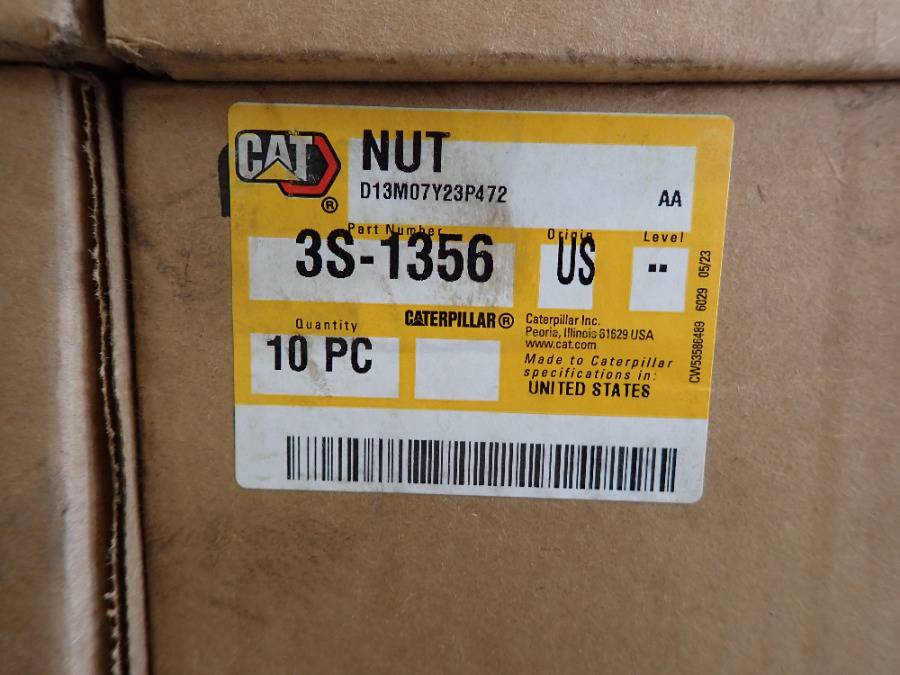 CAT
®
NUT
D13M07Y23P472
AA
Part Number
3S-1356
Origin
US
Level
--
Quantity
10 PC
CATERPILLAR®
Caterpillar Inc.
Peoria, Illinois 61629 USA
www.cat.com
Made to Caterpillar
specifications in:
UNITED STATES
CW53586489 6029 05/23